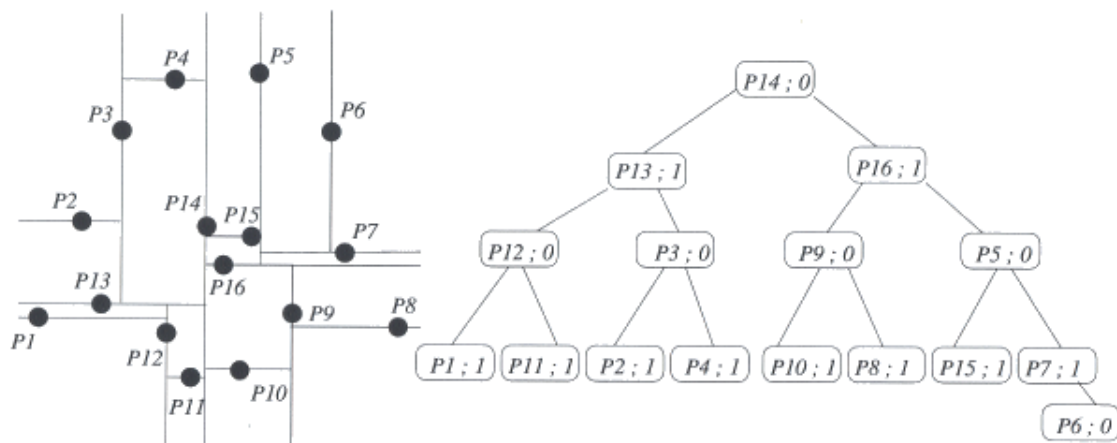 P4
P5
P3
P6
P2
P14
P15
P7
P13
P16
P1
P12
P9
P8
P11
P10
P14 ; 0
P13 ; 1
P16 ; 1
P12 ; 0
P3 ; 0
P9 ; 0
P5 ; 0
P1 ; 1
P11 ; 1
P2 ; 1
P4 ; 1
P10 ; 1
P8 ; 1
P15 ; 1
P7 ; 1
P6 ; 0